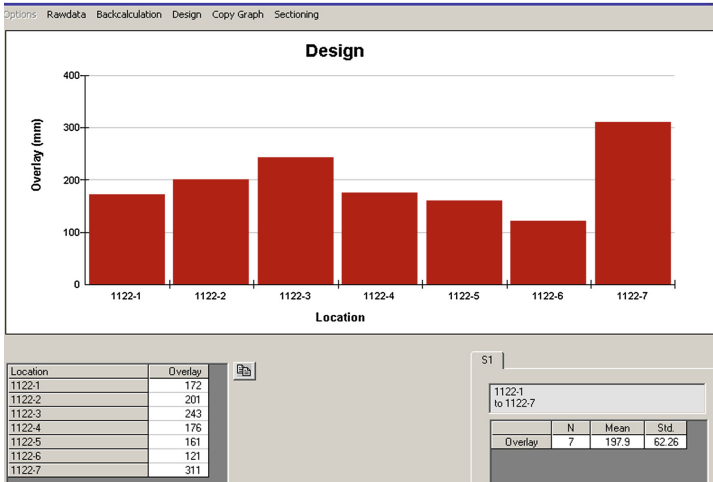 Options Rawdata Backcalculation Design Copy Graph Sectioning
Design
Overlay (mm)
400
300
200
100
0
1122-1 1122-2 1122-3 1122-4 1122-5 1122-6 1122-7
Location
Location Overlay
1122-1 172
1122-2 201
1122-3 243
1122-4 176
1122-5 161
1122-6 121
1122-7 311
S1
1122-1
to 1122-7
N Mean Std.
Overlay 7 197.9 62.26